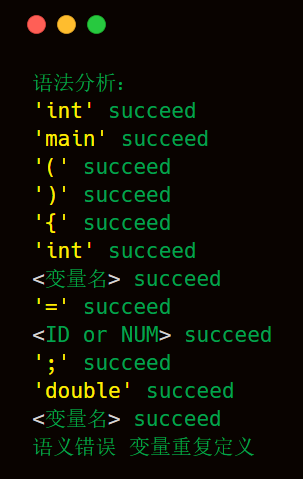 语法分析：
'int' succeed
'main' succeed
'(' succeed
')' succeed
'{' succeed
'int' succeed
<变量名> succeed
'=' succeed
<ID or NUM> succeed
';' succeed
'double' succeed
<变量名> succeed
语义错误 变量重复定义